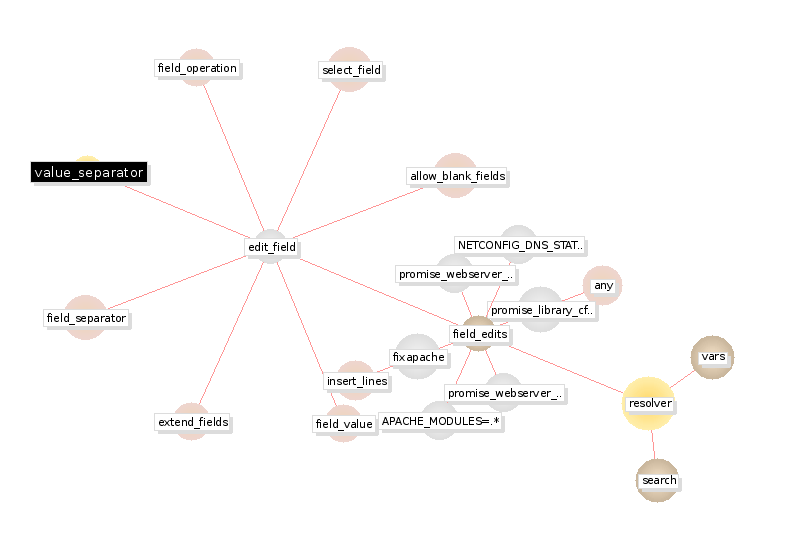 field_operation
select_field
value_separator
allow_blank_fields
edit_field
NETCONFIG_DNS_STAT..
promise_webserver_..
any
promise_library_cf..
field_separator
field_edits
fixapache
vars
insert_lines
promise_webserver_..
resolver
extend_fields
field_value
APACHE_MODULES=.*
search